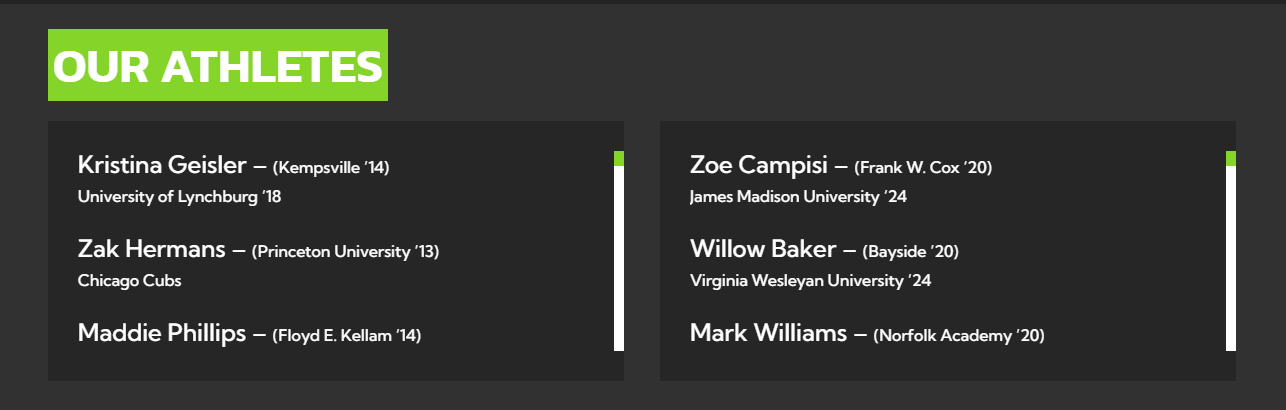 OUR ATHLETES
Kristina Geisler – (Kempsville ’14)
University of Lynchburg ’18
Zak Hermans – (Princeton University ’13)
Chicago Cubs
Maddie Phillips – (Floyd E. Kellam ’14)
Zoe Campisi – (Frank W. Cox ’20)
James Madison University ’24
Willow Baker – (Bayside ’20)
Virginia Wesleyan University ’24
Mark Williams – (Norfolk Academy ’20)